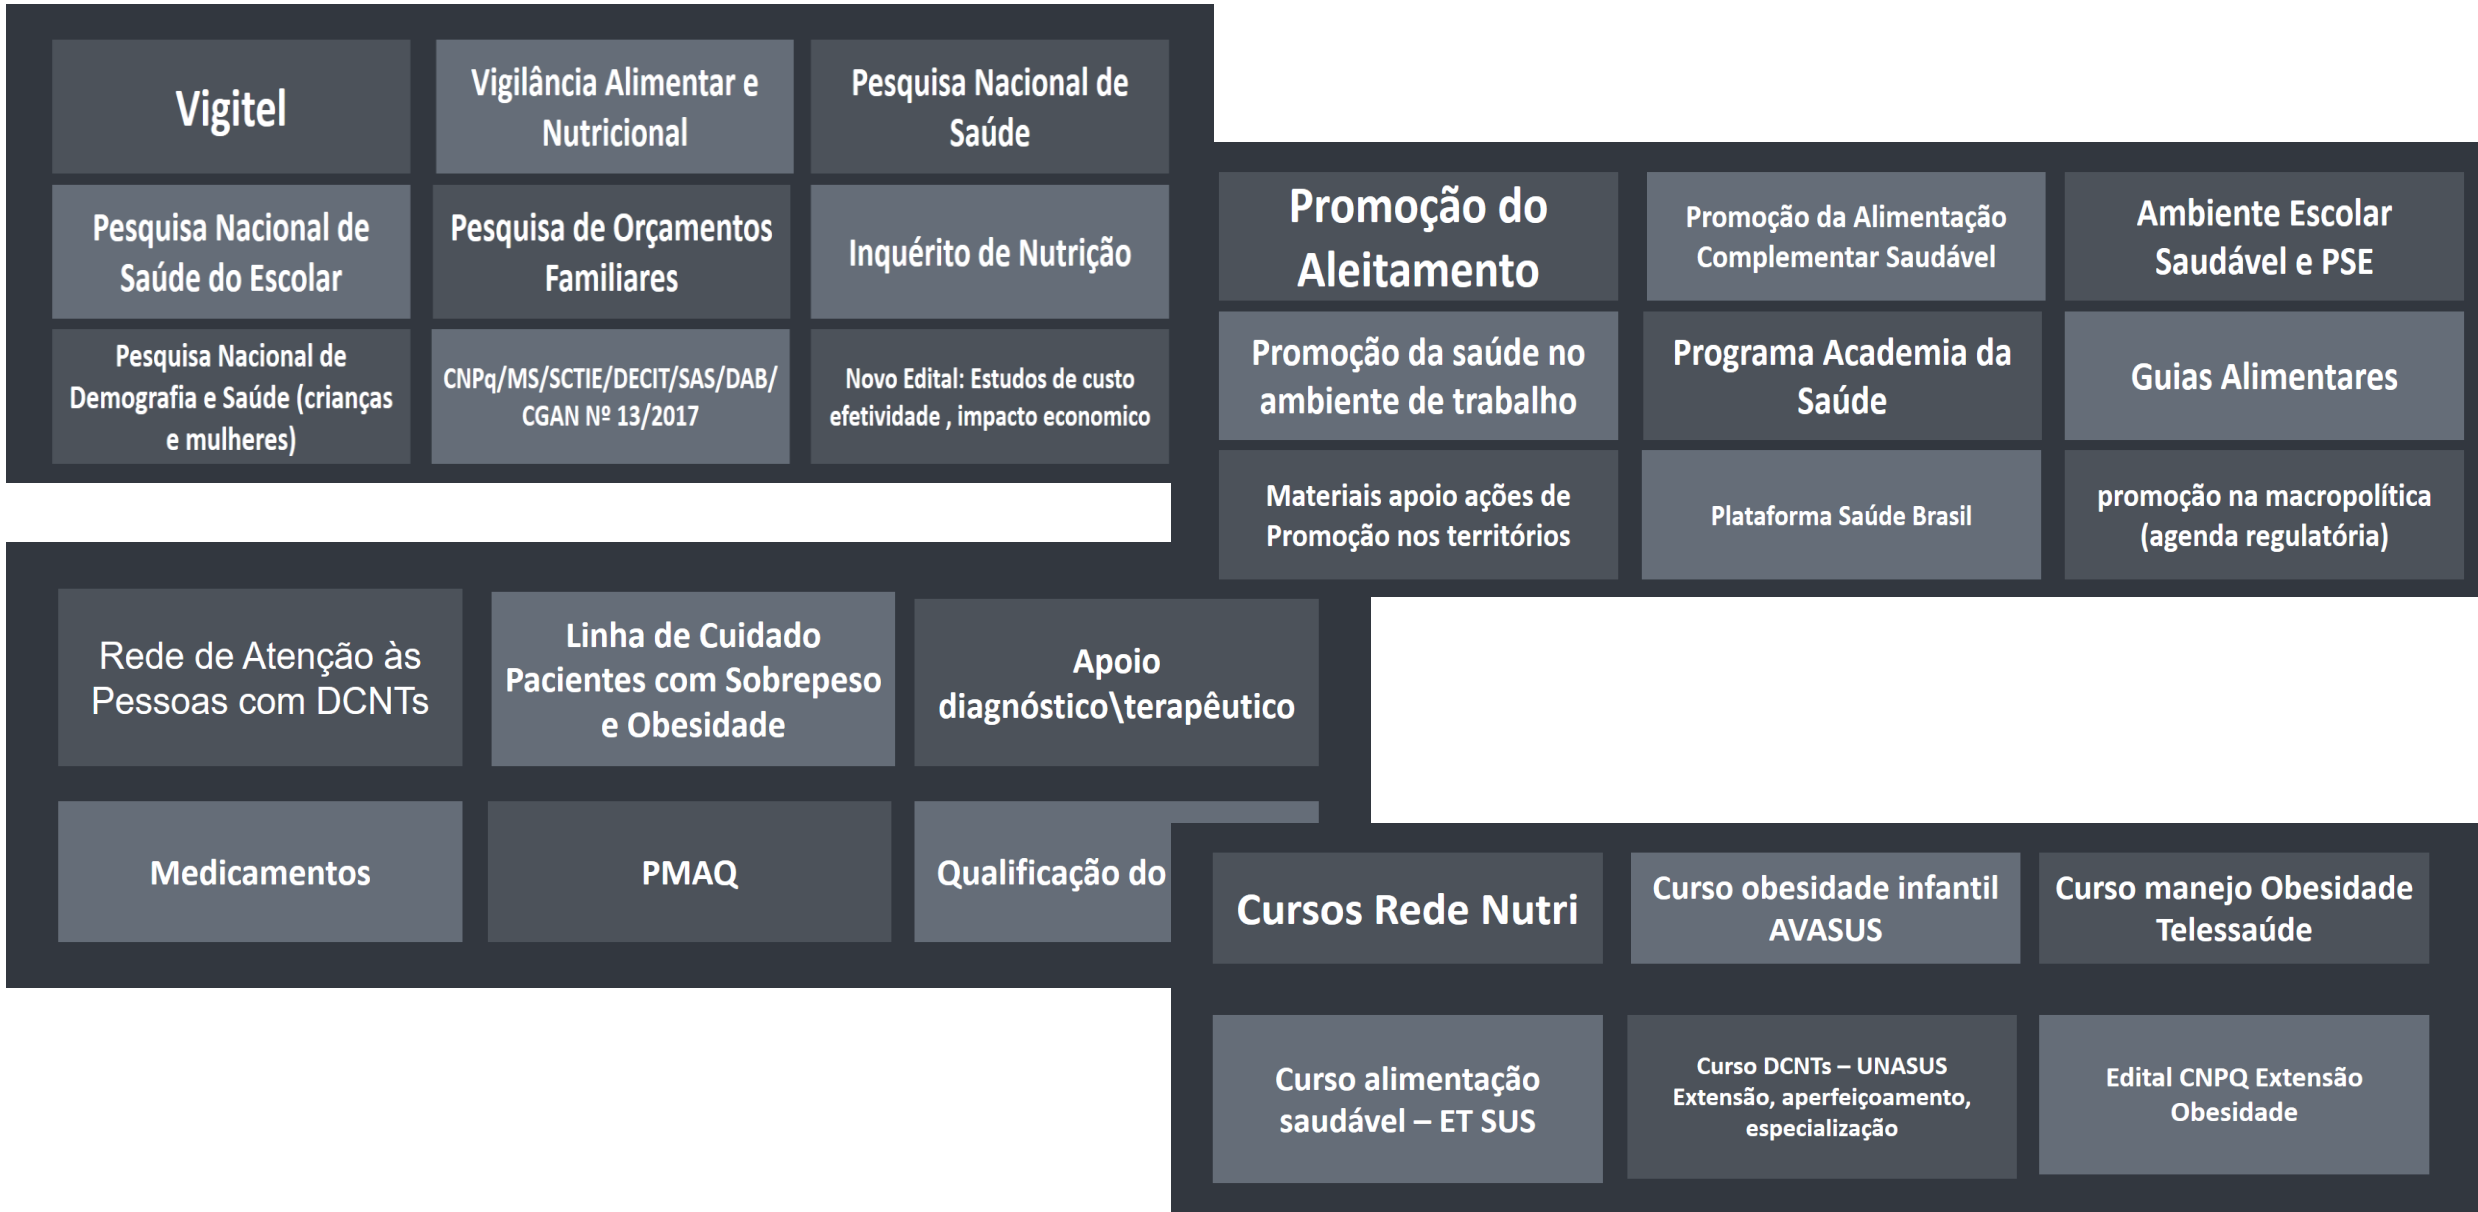 Vigitel
Vigilância Alimentar e
Nutricional
Pesquisa Nacional de
Saúde
Pesquisa Nacional de
Saúde do Escolar
Pesquisa de Orçamentos
Familiares
Inquérito de Nutrição
Pesquisa Nacional de
Demografia e Saúde (crianças
e mulheres)
CNPq/MS/SCTIE/DECIT/SAS/DAB/
CGAN Nº 13/2017
Novo Edital: Estudos de custo
efetividade , impacto economico
Promoção do
Aleitamento
Promoção da Alimentação
Complementar Saudável
Ambiente Escolar
Saudável e PSE
Promoção da saúde no
ambiente de trabalho
Programa Academia da
Saúde
Guias Alimentares
Materiais apoio ações de
Promoção nos territórios
Plataforma Saúde Brasil
promoção na macropolítica
(agenda regulatória)
Rede de Atenção às
Pessoas com DCNTs
Linha de Cuidado
Pacientes com Sobrepeso
e Obesidade
Apoio
diagnóstico\terapêutico
Medicamentos
PMAQ
Qualificação do
Cursos Rede Nutri
Curso obesidade infantil
AVASUS
Curso manejo Obesidade
Telessaúde
Curso alimentação
saudável – ET SUS
Curso DCNTs – UNASUS
Extensão, aperfeiçoamento,
especialização
Edital CNPQ Extensão
Obesidade